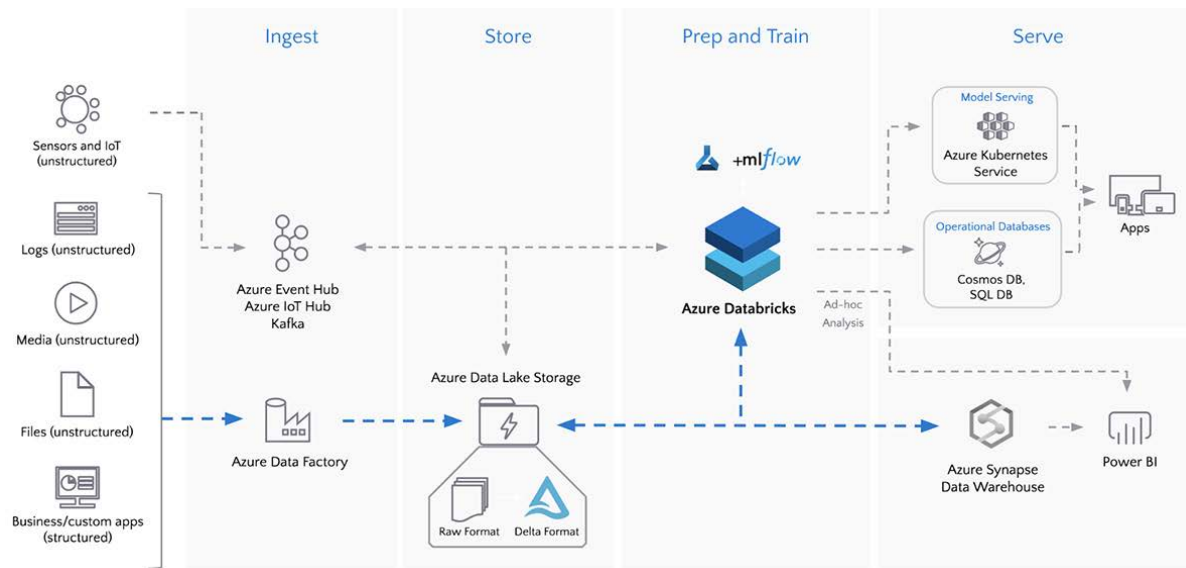 Ingest
Store
Prep and Train
Serve
Sensors and IoT
(unstructured)
Logs (unstructured)
Media (unstructured)
Files (unstructured)
Business/custom apps
(structured)
Azure Event Hub
Azure IoT Hub
Kafka
Azure Data Factory
Azure Data Lake Storage
Raw Format
Delta Format
+mlflow
Azure Databricks
Ad-hoc
Analysis
Model Serving
Azure Kubernetes
Service
Operational Databases
Cosmos DB,
SQL DB
Apps
Azure Synapse
Data Warehouse
Power BI